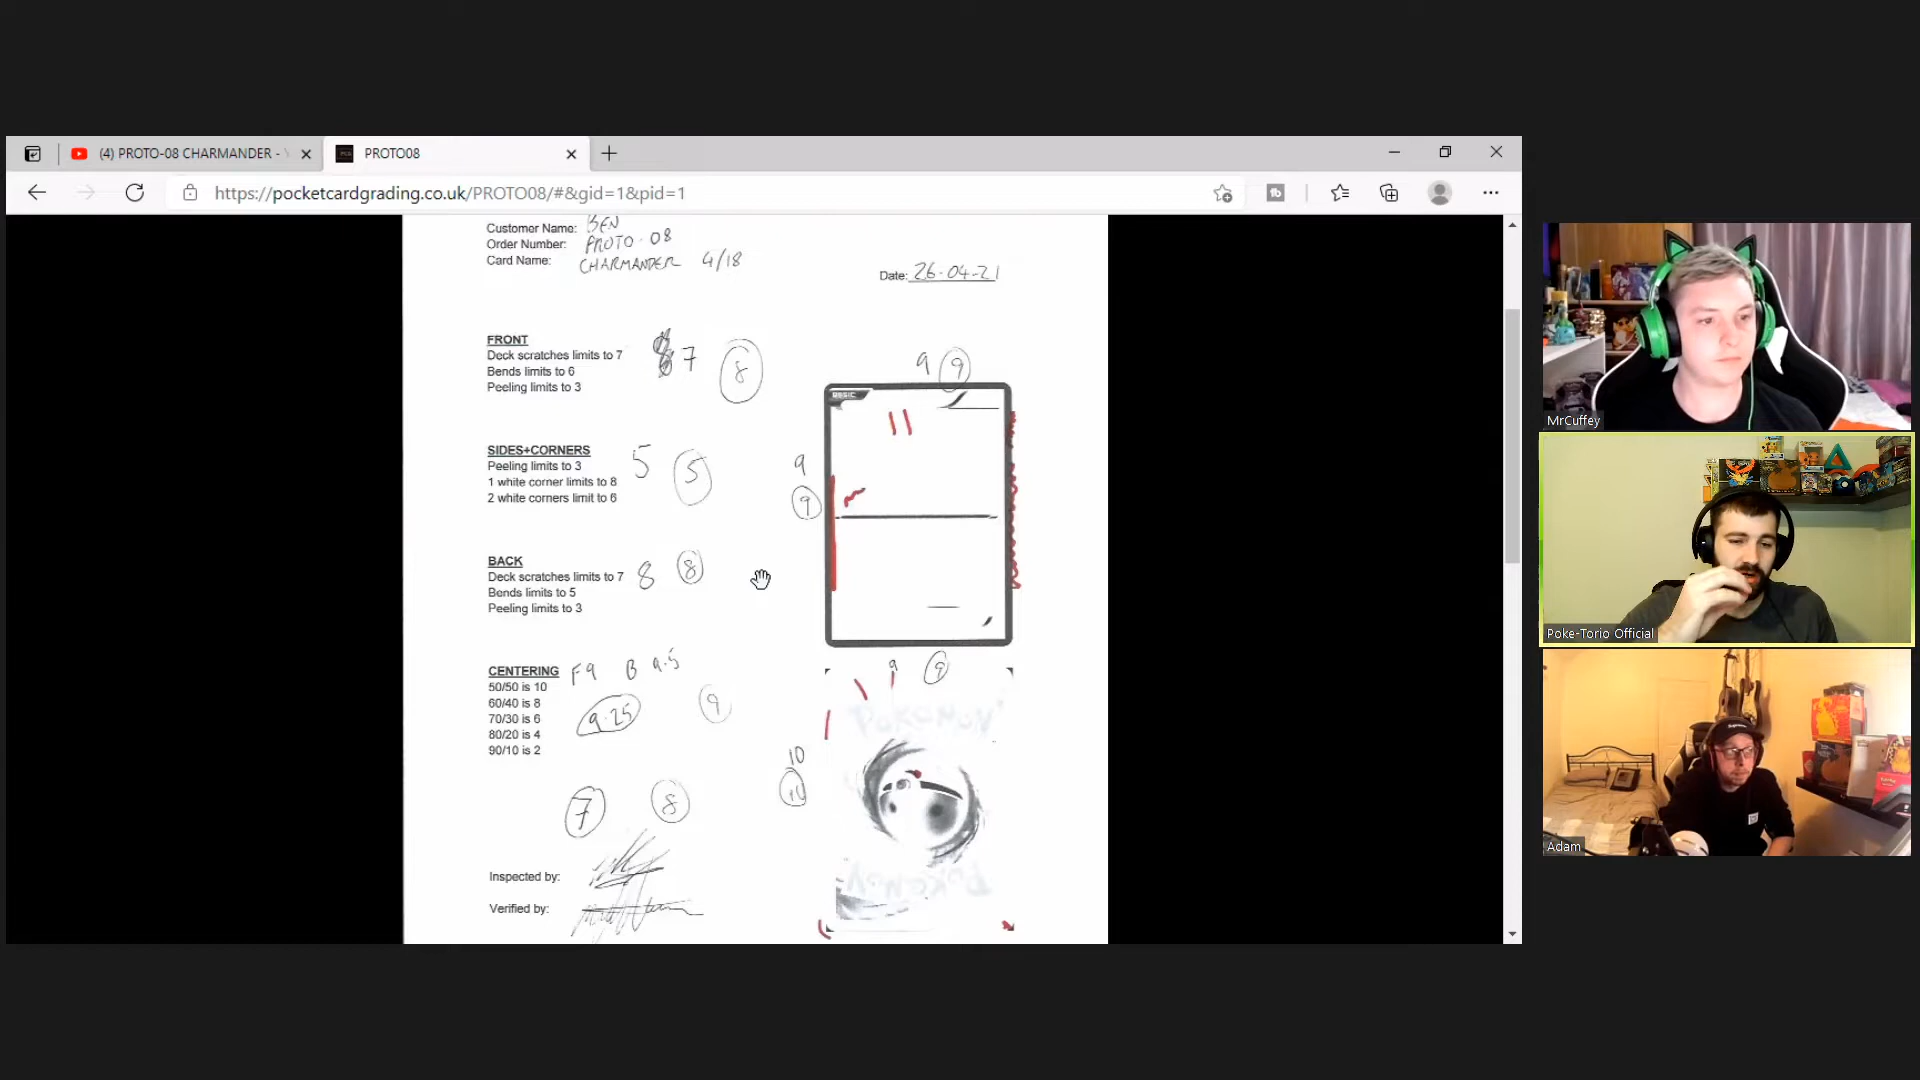 (4) PROTO-08 CHARMANDER -
PROTO08
https://pocketcardgrading.co.uk/PROTO08/#&gid=1&pid=1
Customer Name: BEN
Order Number: PROTO-08
Card Name: CHARMANDER 4/18
Date: 26-04-21
FRONT
Deck scratches limits to 7
Bends limits to 6
Peeling limits to 3
7 8
9 9
BASIC
SIDES+CORNERS
Peeling limits to 3
1 white corner limits to 8
2 white corners limit to 6
5 5
9
9
BACK
Deck scratches limits to 7
Bends limits to 5
Peeling limits to 3
8 8
CENTERING F9 B 9.5
50/50 is 10
60/40 is 8
70/30 is 6
80/20 is 4
90/10 is 2
9.25 9
9 9
POKEMON
10
10
7 8
POKEMON
Inspected by:
Verified by:
MrCuffey
Poke-Torio Official
Adam